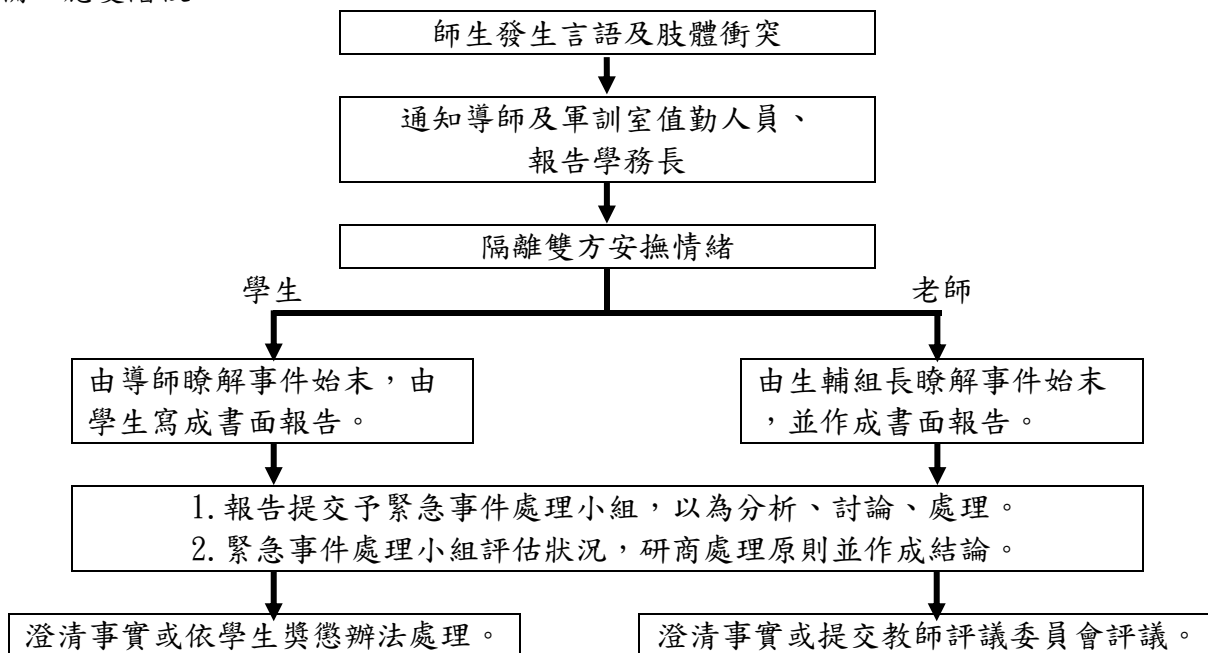 師生發生言語及肢體衝突
通知導師及軍訓室值勤人員、
報告學務長
隔離雙方安撫情緒
學生
老師
由導師瞭解事件始末，由
學生寫成書面報告。
由生輔組長瞭解事件始末
，並作成書面報告。
1.報告提交予緊急事件處理小組，以為分析、討論、處理。
2.緊急事件處理小組評估狀況，研商處理原則並作成結論。
澄清事實或依學生獎懲辦法處理。
澄清事實或提交教師評議委員會評議。